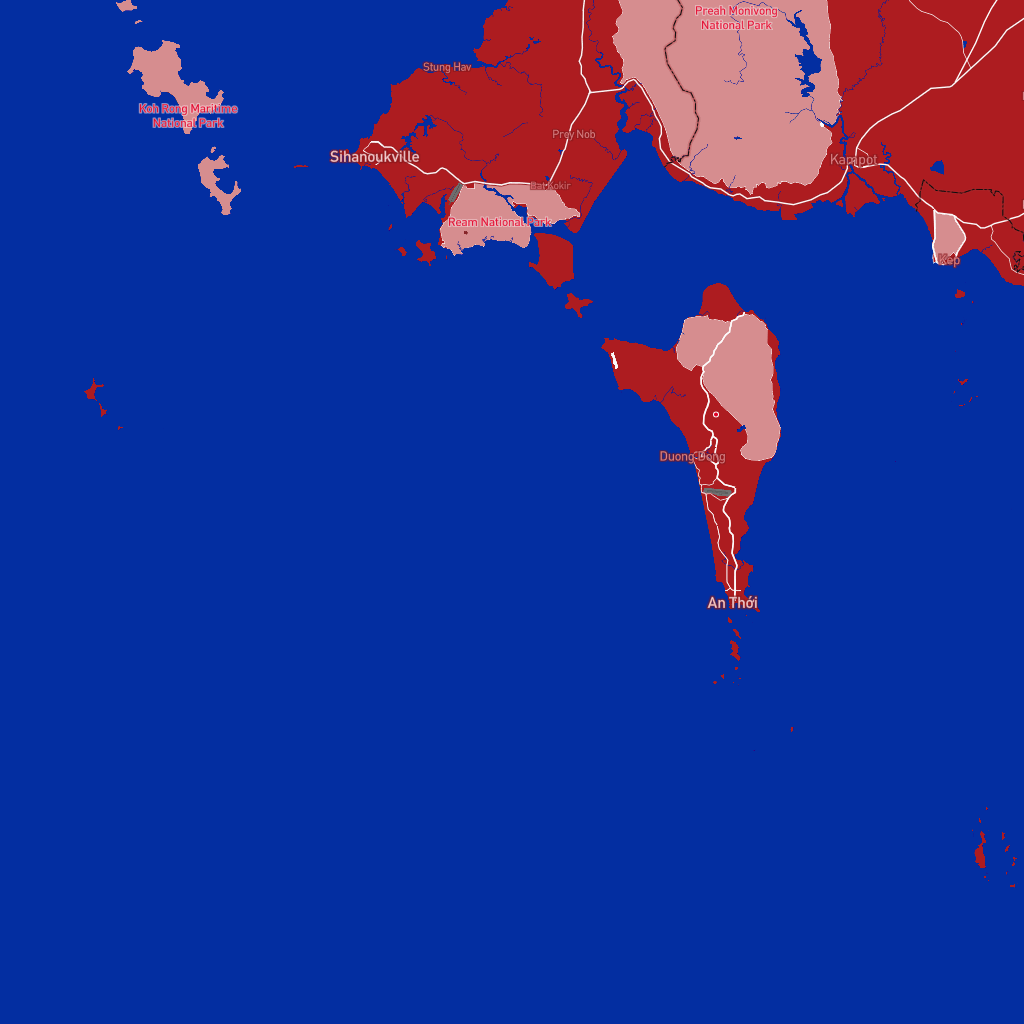 Preah Monivong
National Park
Stung Hav
Koh Rong Maritime
National Park
Prey Nob
Sihanoukville
Kampot
Bat Kokir
Ream National Park
Kep
Duong Dong
An Thới